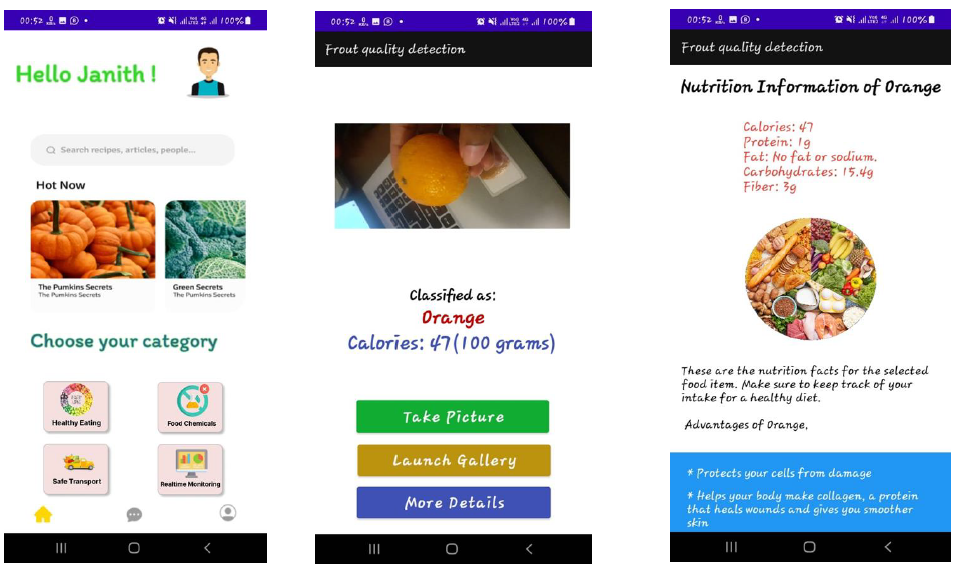 00:52
100%
Hello Janith !
Search recipes, articles, people...
Hot Now
The Pumkins Secrets
The Pumkins Secrets
Green Secrets
The Pumkins Secrets
Choose your category
Healthy Eating
Food Chemicals
Safe Transport
Realtime Monitoring
00:52
100%
Frout quality detection
Classified as:
Orange
Calories: 47(100 grams)
Take Picture
Launch Gallery
More Details
00:52
100%
Frout quality detection
Nutrition Information of Orange
Calories: 47
Protein: 1g
Fat: No fat or sodium.
Carbohydrates: 15.4g
Fiber: 3g
These are the nutrition facts for the selected
food item. Make sure to keep track of your
intake for a healthy diet.
Advantages of Orange,
* Protects your cells from damage
* Helps your body make collagen, a protein
that heals wounds and gives you smoother
skin